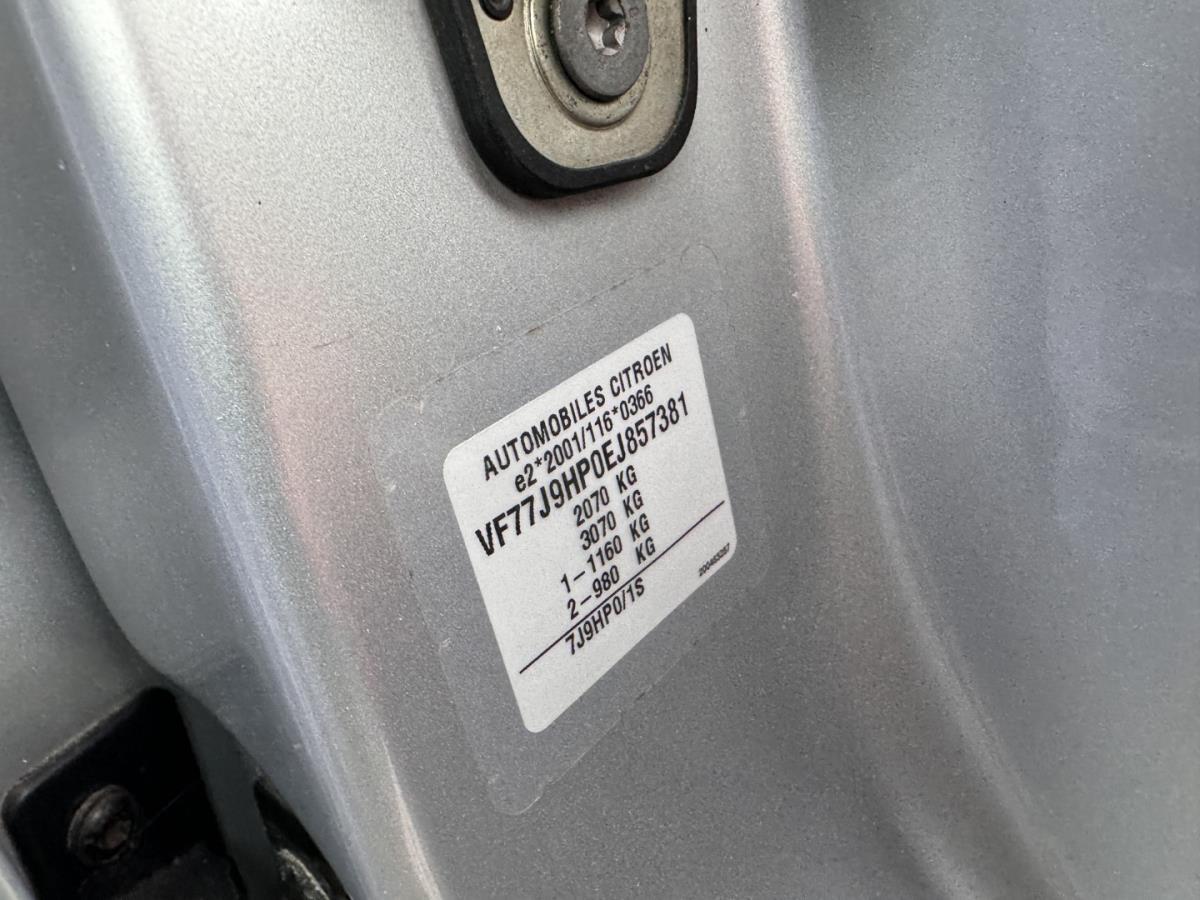 AUTOMOBILES CITROEN
e2*2001/116*0366
VF77J9HP0EJ857381
2070 KG
3070 KG
1-1160 KG
2-980 KG
7J9HP0/1S